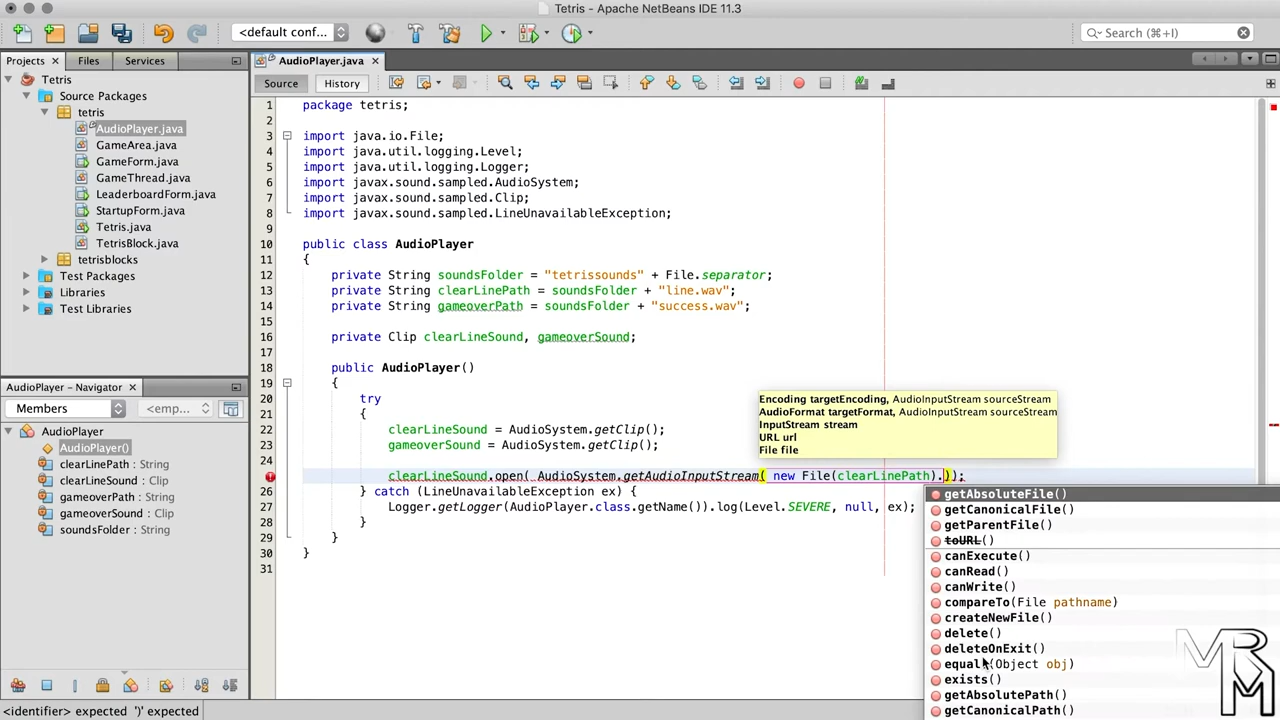 Tetris - Apache NetBeans IDE 11.3
<default conf...
Search (⌘+I)
Projects
Files
Services
AudioPlayer.java
Tetris
Source Packages
tetris
AudioPlayer.java
GameArea.java
GameForm.java
GameThread.java
LeaderboardForm.java
StartupForm.java
Tetris.java
TetrisBlock.java
tetrisblocks
Test Packages
Libraries
Test Libraries
Source
History
1 package tetris;
2
3 import java.io.File;
4 import java.util.logging.Level;
5 import java.util.logging.Logger;
6 import javax.sound.sampled.AudioSystem;
7 import javax.sound.sampled.Clip;
8 import javax.sound.sampled.LineUnavailableException;
9
10 public class AudioPlayer
11 {
12 private String soundsFolder = "tetrissounds" + File.separator;
13 private String clearLinePath = soundsFolder + "line.wav";
14 private String gameoverPath = soundsFolder + "success.wav";
15
16 private Clip clearLineSound, gameoverSound;
17
18 public AudioPlayer()
19 {
20 try
21 {
22 clearLineSound = AudioSystem.getClip();
23 gameoverSound = AudioSystem.getClip();
24
clearLineSound.open( AudioSystem.getAudioInputStream( new File(clearLinePath).));
26 } catch (LineUnavailableException ex) {
27 Logger.getLogger(AudioPlayer.class.getName()).log(Level.SEVERE, null, ex);
28 }
29 }
30 }
31
Encoding targetEncoding, AudioInputStream sourceStream
AudioFormat targetFormat, AudioInputStream sourceStream
InputStream stream
URL url
File file
getAbsoluteFile()
getCanonicalFile()
getParentFile()
toURL()
canExecute()
canRead()
canWrite()
compareTo(File pathname)
createNewFile()
delete()
deleteOnExit()
equals(Object obj)
exists()
getAbsolutePath()
getCanonicalPath()
AudioPlayer - Navigator
Members
<emp...
AudioPlayer
AudioPlayer()
clearLinePath : String
clearLineSound : Clip
gameoverPath : String
gameoverSound : Clip
soundsFolder : String
<identifier> expected ')' expected